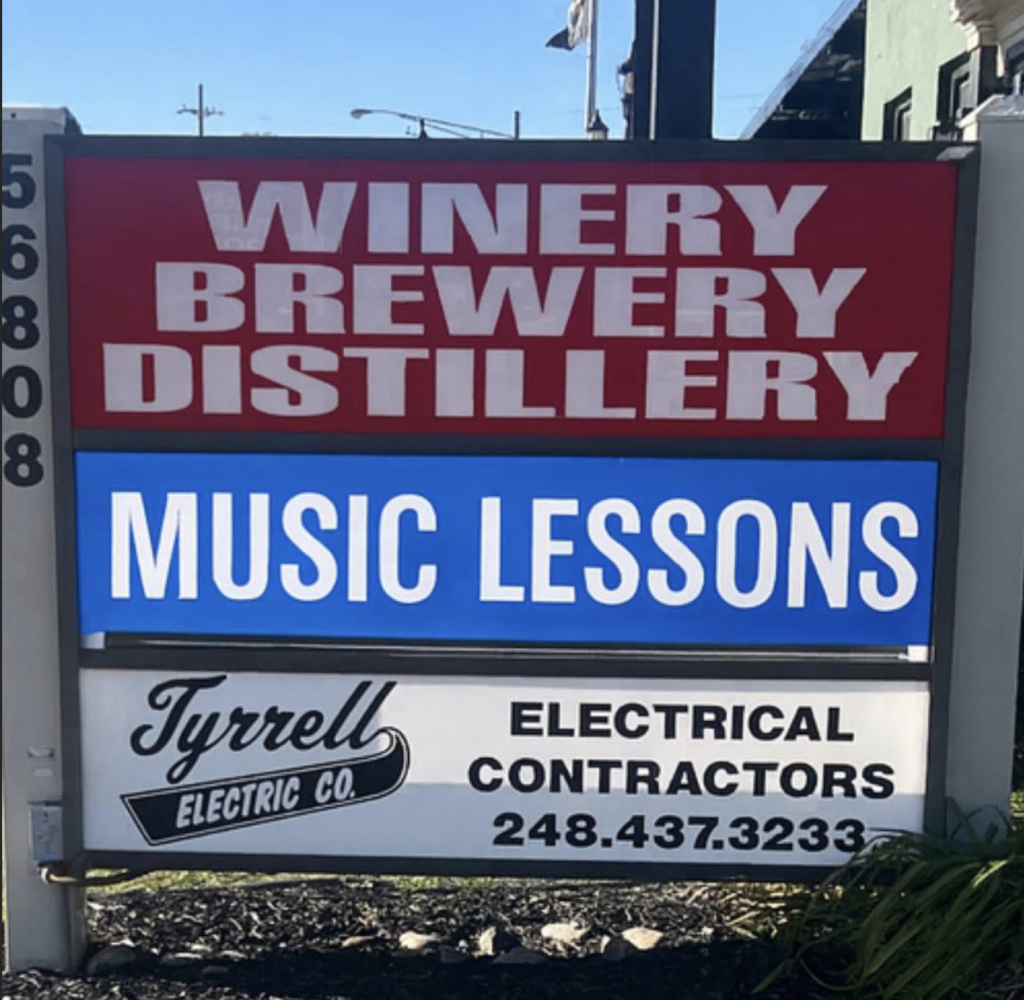 56808
WINERY
BREWERY
DISTILLERY
MUSIC LESSONS
Tyrrell
ELECTRIC CO.
ELECTRICAL
CONTRACTORS
248.437.3233